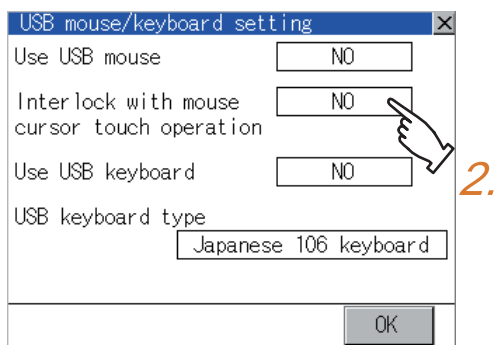 USB mouse/keyboard setting
Use USB mouse NO
Interlock with mouse NO
cursor touch operation
Use USB keyboard NO
2.
USB keyboard type
Japanese 106 keyboard
OK